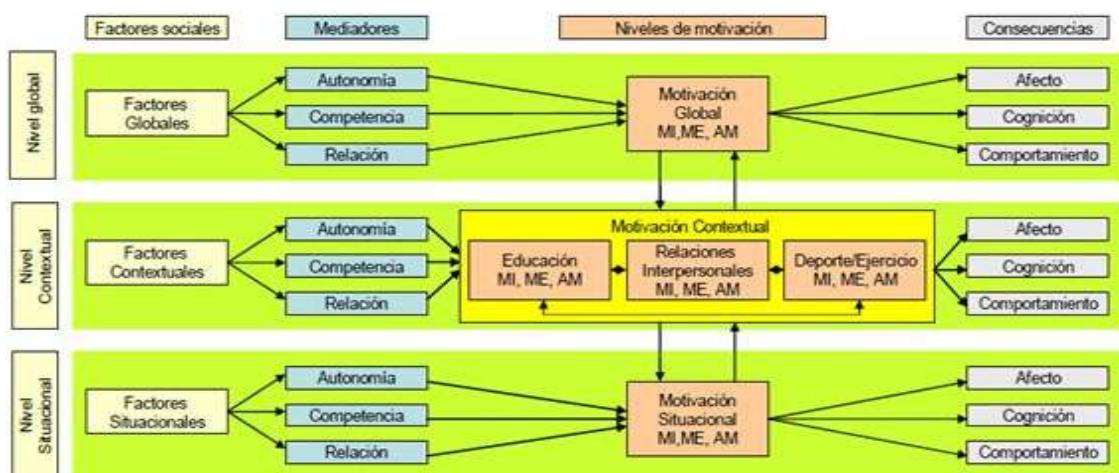 Factores sociales
Mediadores
Niveles de motivación
Consecuencias
Nivel global
Factores
Globales
Autonomía
Competencia
Relación
Motivación
Global
MI,ME, AM
Afecto
Cognición
Comportamiento
Nivel
Contextual
Factores
Contextuales
Autonomía
Competencia
Relación
Motivación Contextual
Educación
MI, ME, AM
Relaciones
Interpersonales
MI, ME, AM
Deporte/Ejercicio
MI, ME, AM
Afecto
Cognición
Comportamiento
Nivel
Situacional
Factores
Situacionales
Autonomía
Competencia
Relación
Motivación
Situacional
MI,ME, AM
Afecto
Cognición
Comportamiento